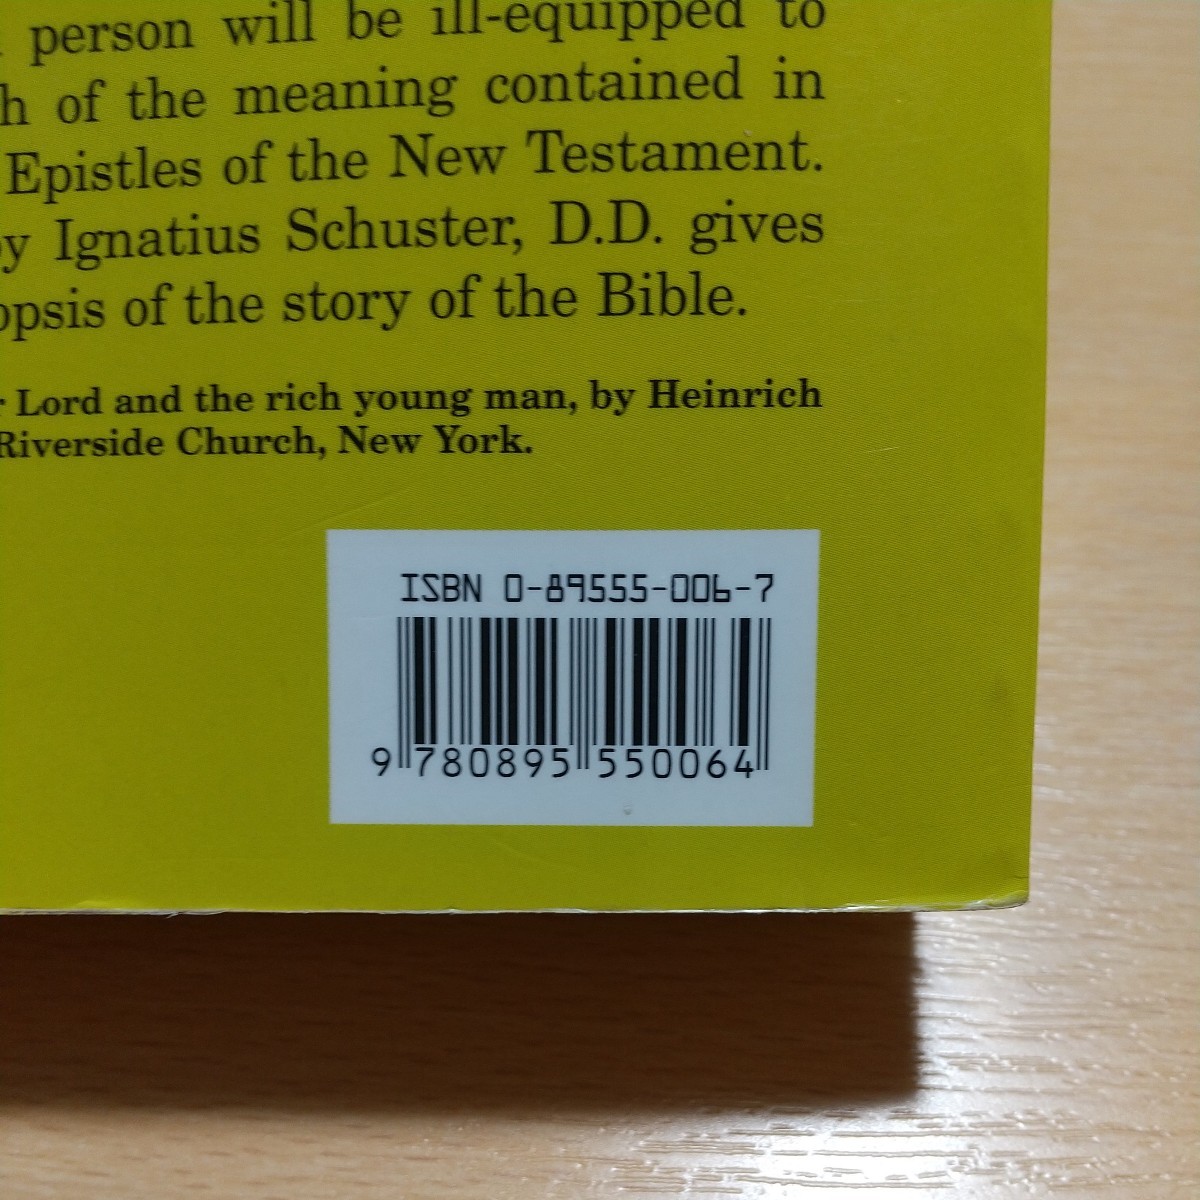 person will be ill-equipped to
h of the meaning contained in
Epistles of the New Testament.
by Ignatius Schuster, D.D. gives
opsis of the story of the Bible.
r Lord and the rich young man, by Heinrich
Riverside Church, New York.
ISBN 0-89555-006-7
9 780895 550064